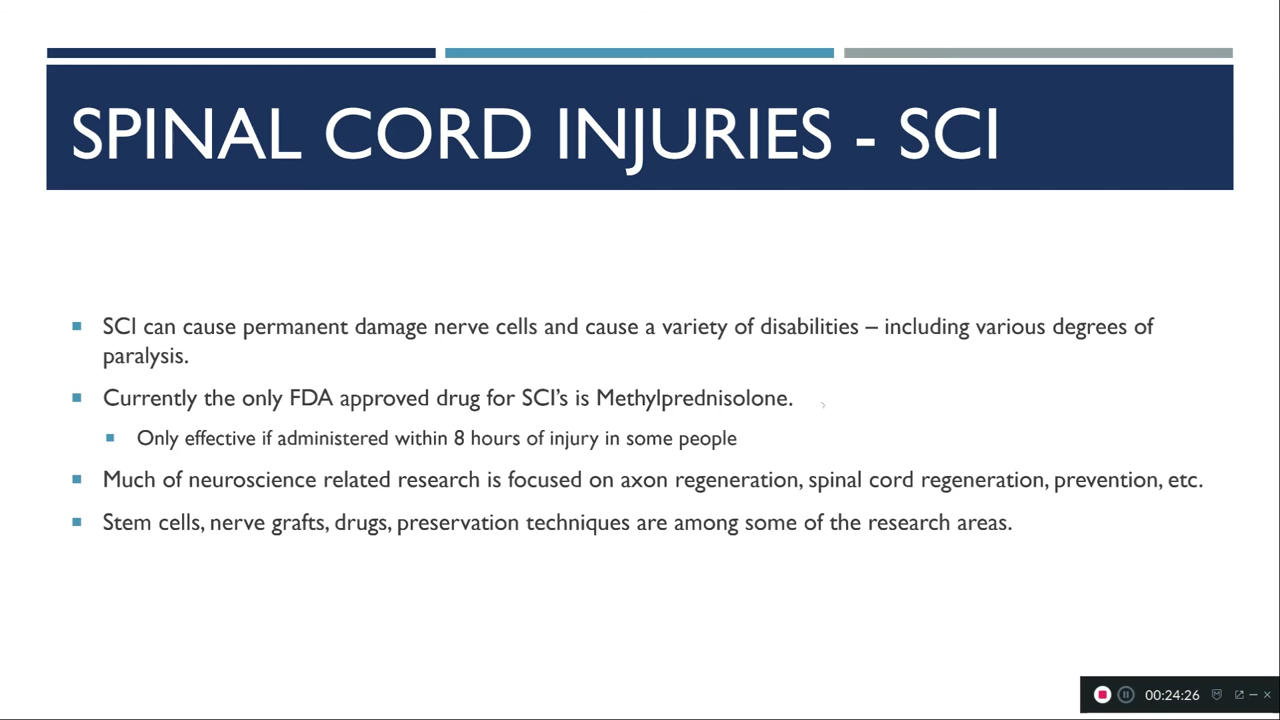 SPINAL CORD INJURIES - SCI
SCI can cause permanent damage nerve cells and cause a variety of disabilities – including various degrees of
paralysis.
Currently the only FDA approved drug for SCI's is Methylprednisolone.
Only effective if administered within 8 hours of injury in some people
Much of neuroscience related research is focused on axon regeneration, spinal cord regeneration, prevention, etc.
Stem cells, nerve grafts, drugs, preservation techniques are among some of the research areas.
00:24:26